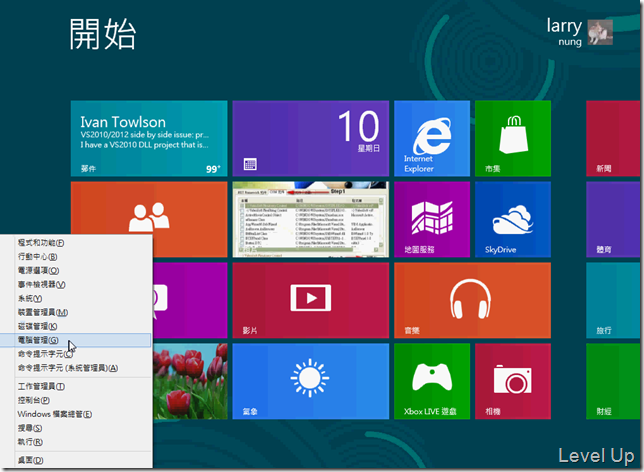 開始
larry
nung
Ivan Towlson
VS2010/2012 side by side issue: pr...
I have a VS2010 DLL project that is...
郵件
99+
10
星期日
Internet
Explorer
市集
新聞
Step1
地圖服務
SkyDrive
體育
影片
音樂
旅行
氣象
Xbox LIVE 遊戲
相機
財經
程式和功能(F)
行動中心(B)
電源選項(O)
事件檢視器(V)
系統(Y)
裝置管理員(M)
磁碟管理(K)
電腦管理(G)
命令提示字元(C)
命令提示字元 (系統管理員)(A)
工作管理員(T)
控制台(P)
Windows 檔案總管(E)
搜尋(S)
執行(R)
桌面(D)
Level Up